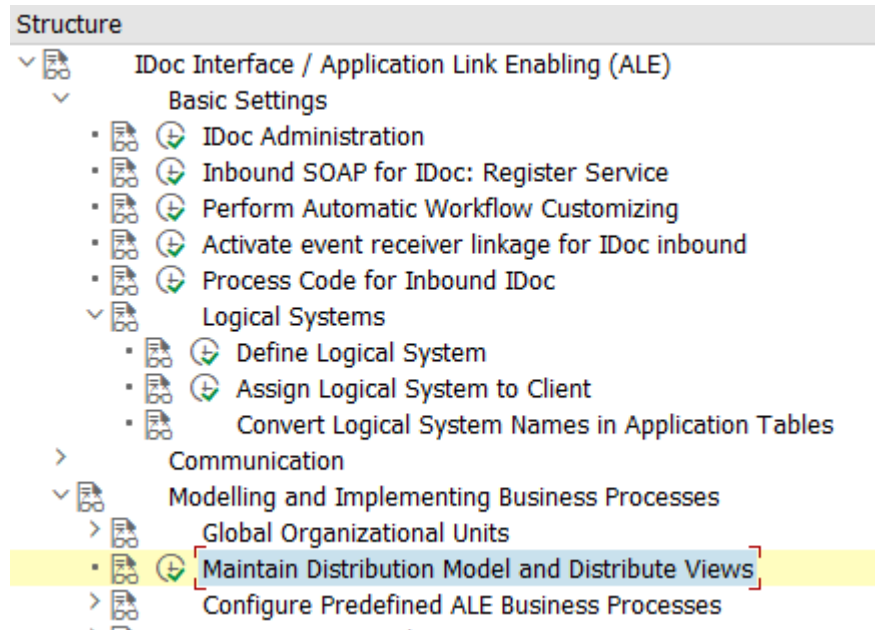 Structure
IDoc Interface / Application Link Enabling (ALE)
Basic Settings
IDoc Administration
Inbound SOAP for IDoc: Register Service
Perform Automatic Workflow Customizing
Activate event receiver linkage for IDoc inbound
Process Code for Inbound IDoc
Logical Systems
Define Logical System
Assign Logical System to Client
Convert Logical System Names in Application Tables
Communication
Modelling and Implementing Business Processes
Global Organizational Units
Maintain Distribution Model and Distribute Views
Configure Predefined ALE Business Processes